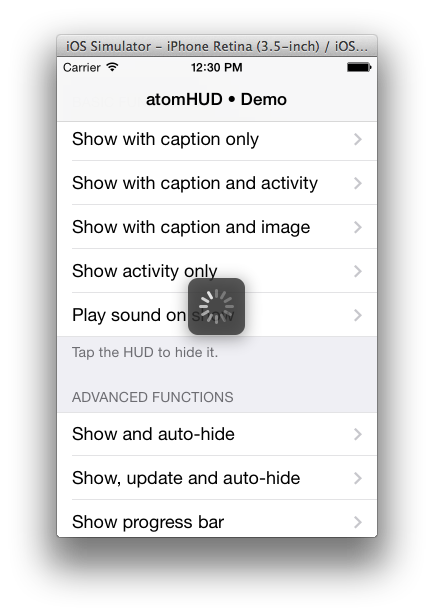 iOS Simulator - iPhone Retina (3.5-inch) / iOS...
Carrier 12:30 PM
atomHUD • Demo
Show with caption only
Show with caption and activity
Show with caption and image
Show activity only
Play sound on show
Tap the HUD to hide it.
ADVANCED FUNCTIONS
Show and auto-hide
Show, update and auto-hide
Show progress bar